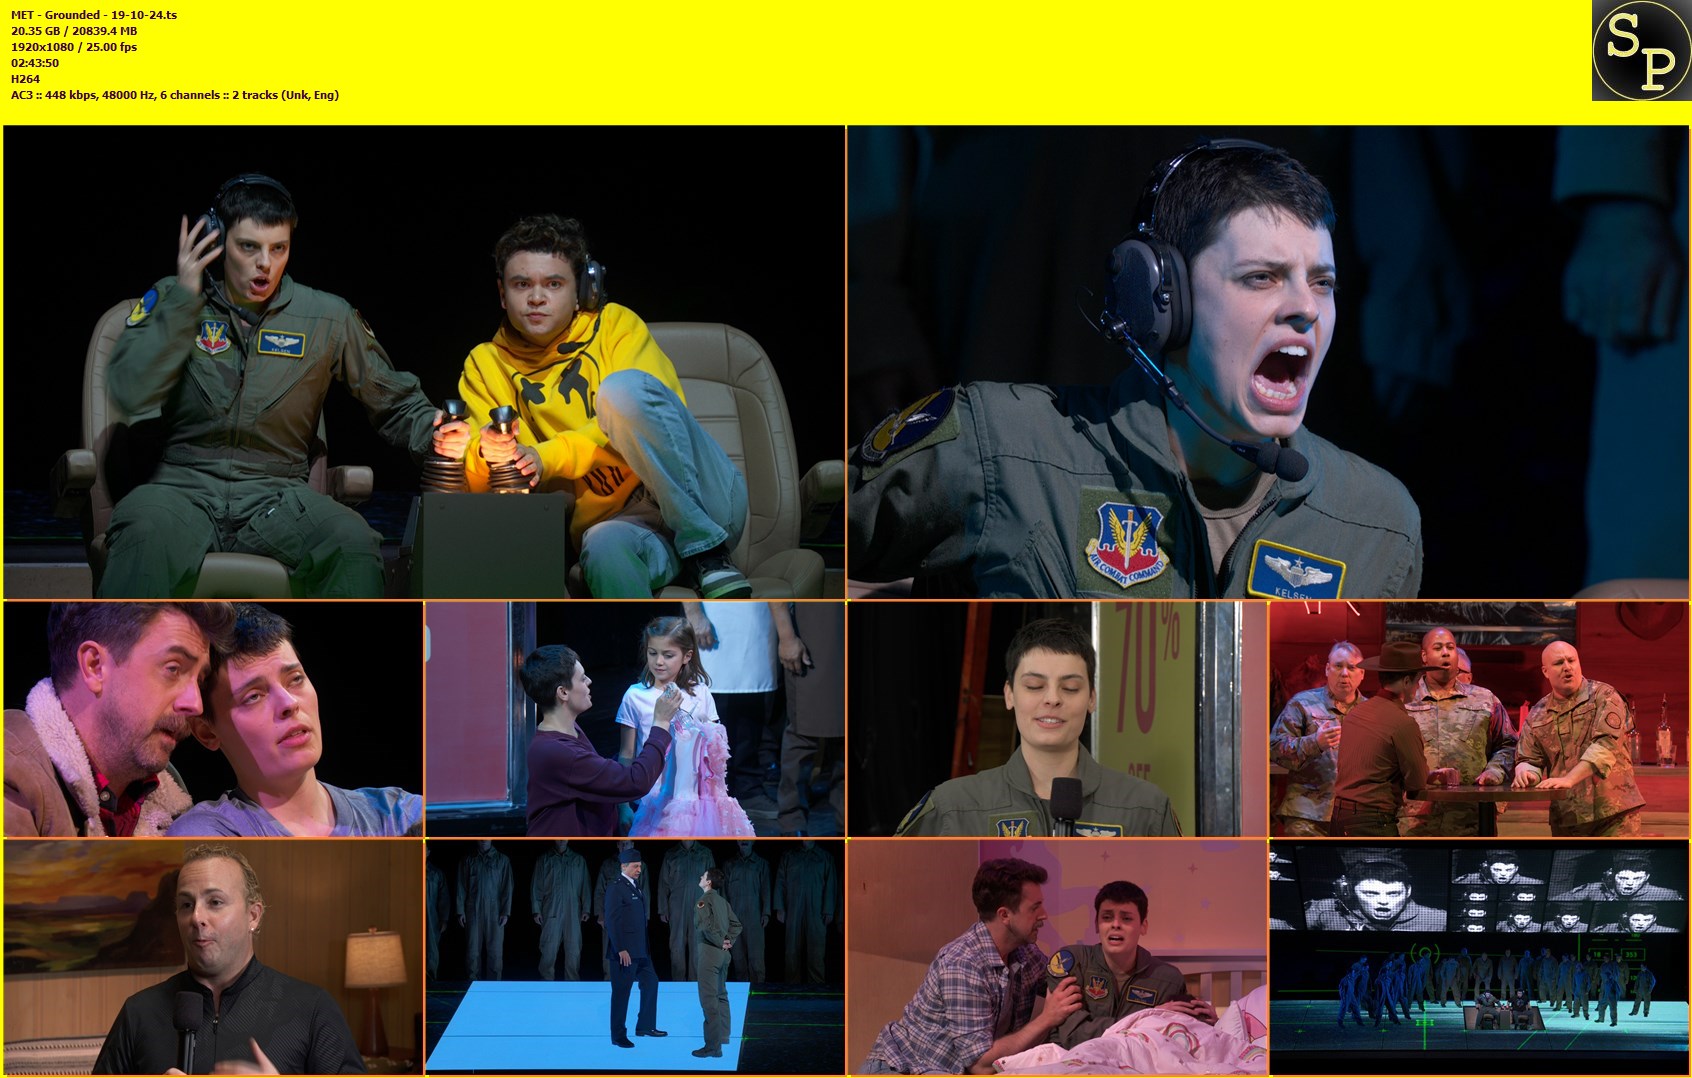 MET - Grounded - 19-10-24.ts
20.35 GB / 20839.4 MB
1920x1080 / 25.00 fps
02:43:50
H264
AC3 :: 448 kbps, 48000 Hz, 6 channels :: 2 tracks (Unk, Eng)
SP
KELSEN
AIR COMBAT COMMAND
KELSEN
70%